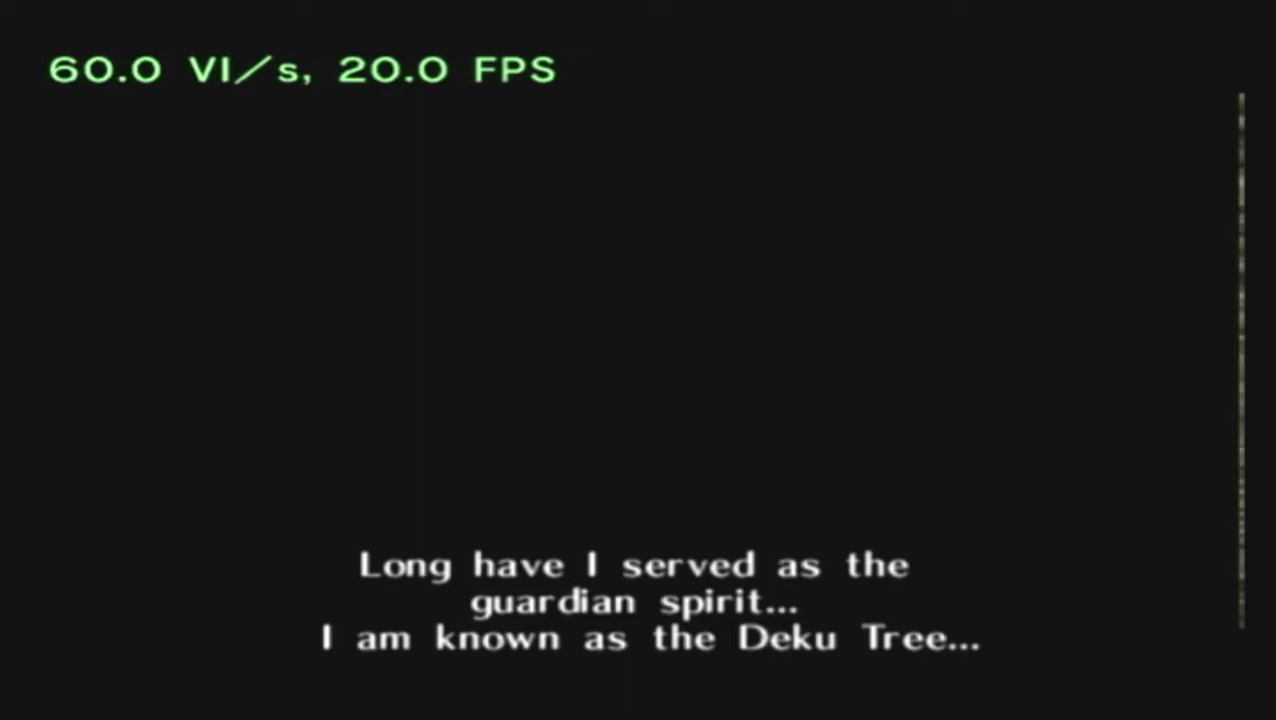 60.0 VI/s, 20.0 FPS
Long have I served as the
guardian spirit...
I am known as the Deku Tree...